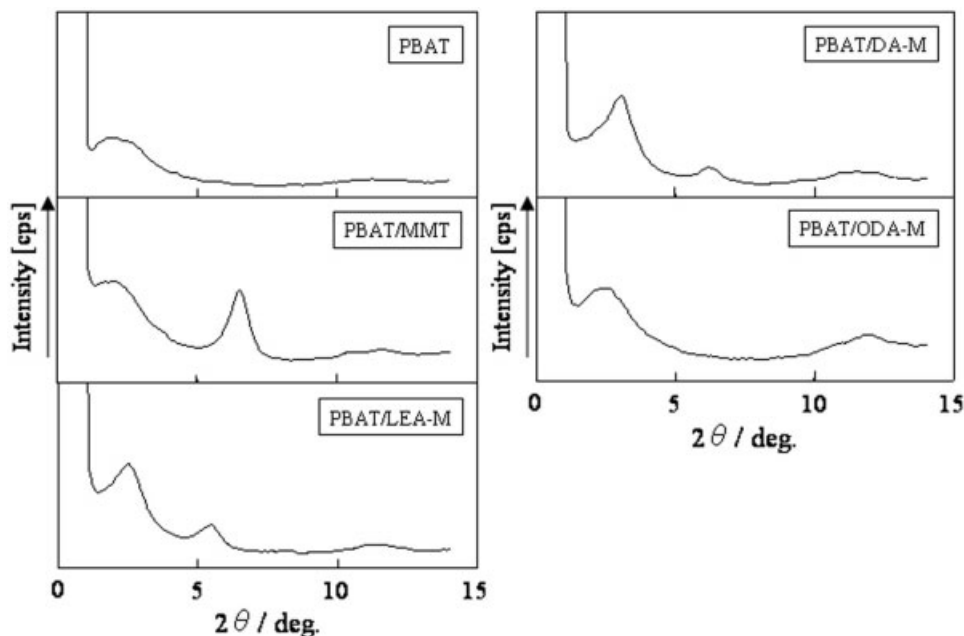 PBAT
Intensity [cps]
PBAT/MMT
PBAT/LEA-M
0 5 10 15
2θ / deg.
PBAT/DA-M
Intensity [cps]
PBAT/ODA-M
0 5 10 15
2θ / deg.